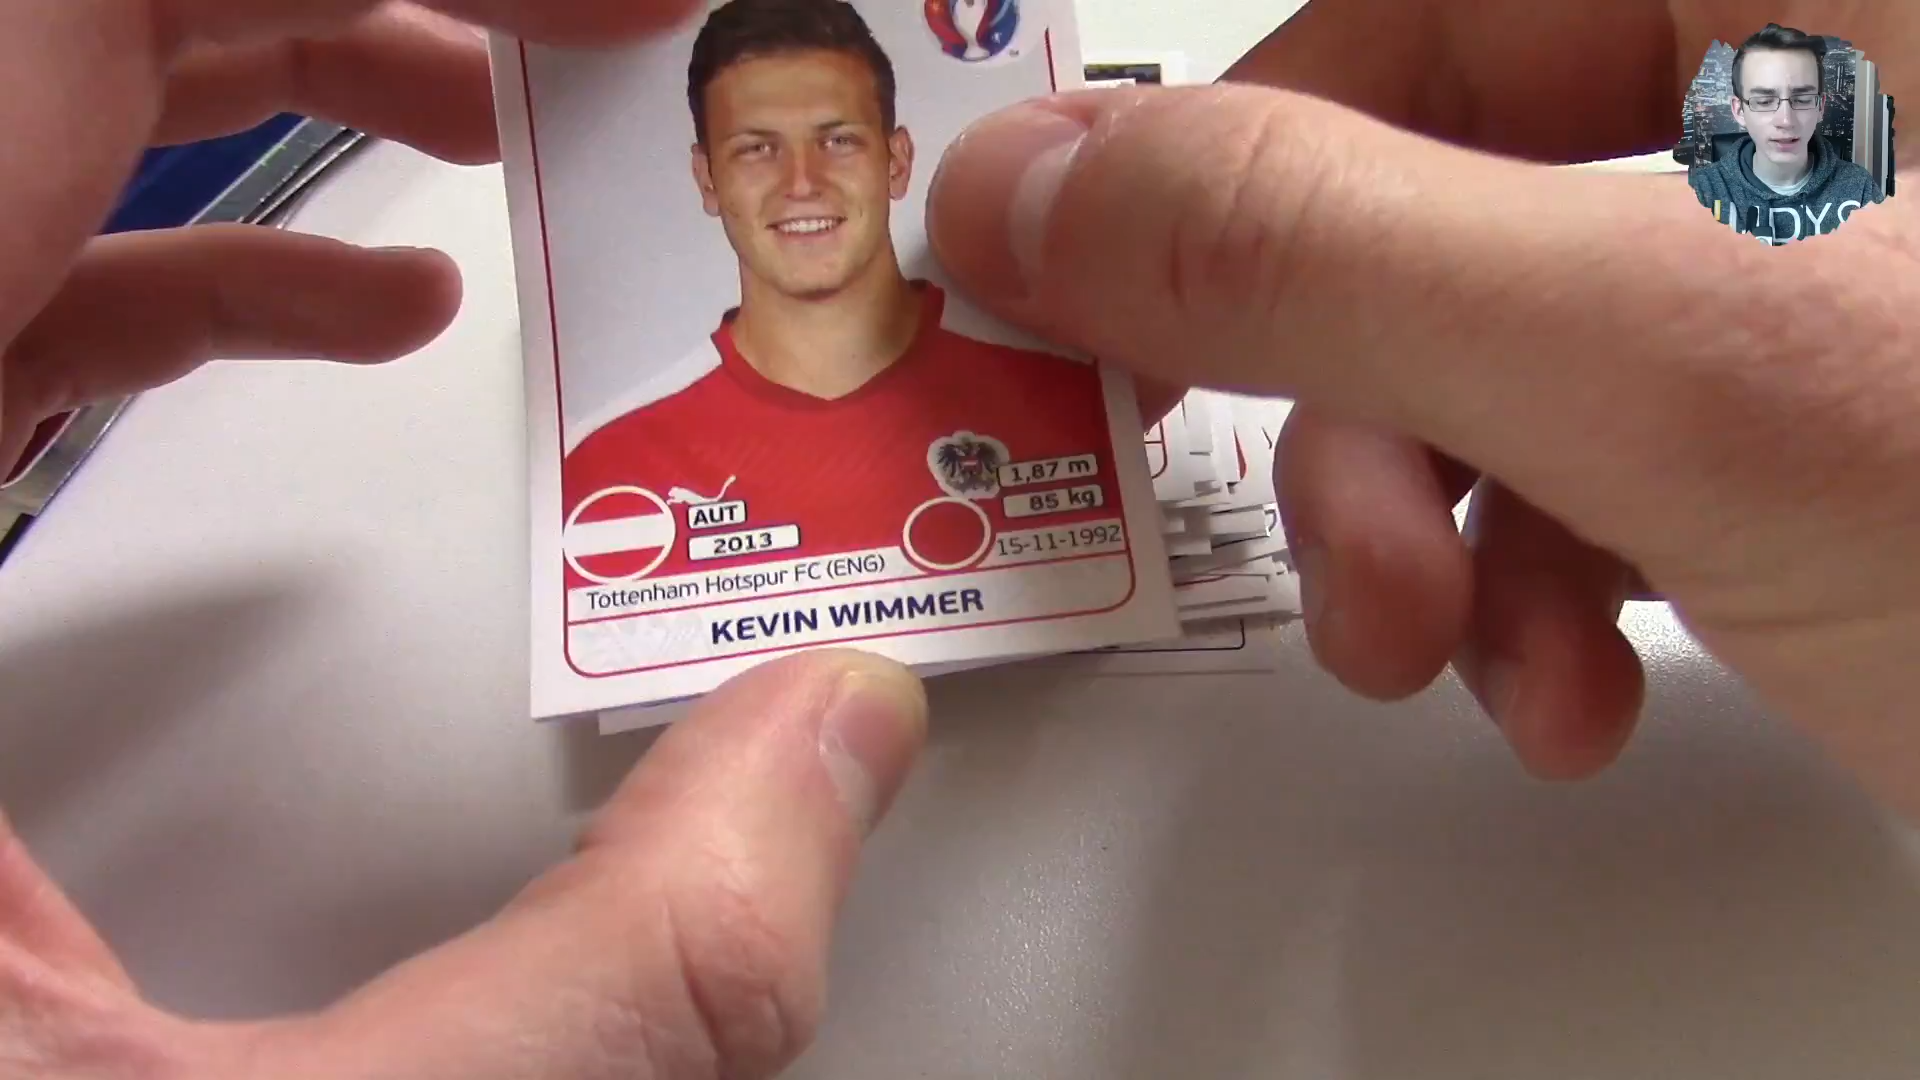 1,87 m
85 kg
15-11-1992
AUT
2013
Tottenham Hotspur FC (ENG)
KEVIN WIMMER